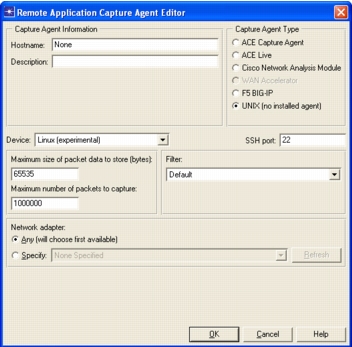 Remote Application Capture Agent Editor
Capture Agent Information
Hostname: None
Description:
Capture Agent Type
ACE Capture Agent
ACE Live
Cisco Network Analysis Module
WAN Accelerator
F5 BIG-IP
UNIX (no installed agent)
Device: Linux (experimental)
SSH port: 22
Maximum size of packet data to store (bytes):
65535
Maximum number of packets to capture:
1000000
Filter:
Default
Network adapter:
Any (will choose first available)
Specify: None Specified
Refresh
OK
Cancel
Help